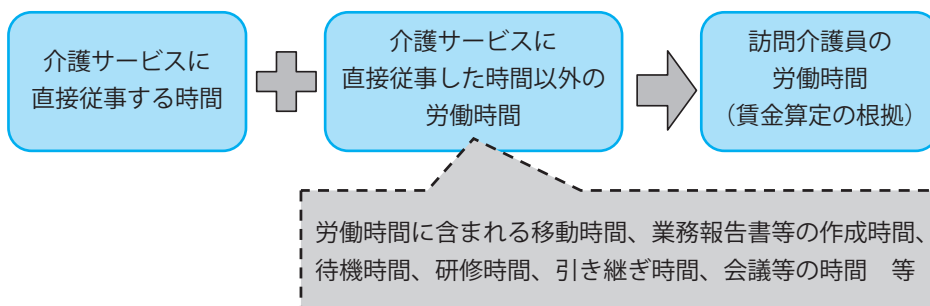 介護サービスに
直接従事する時間
介護サービスに
直接従事した時間以外の
労働時間
訪問介護員の
労働時間
（賃金算定の根拠）
労働時間に含まれる移動時間、業務報告書等の作成時間、
待機時間、研修時間、引き継ぎ時間、会議等の時間　等